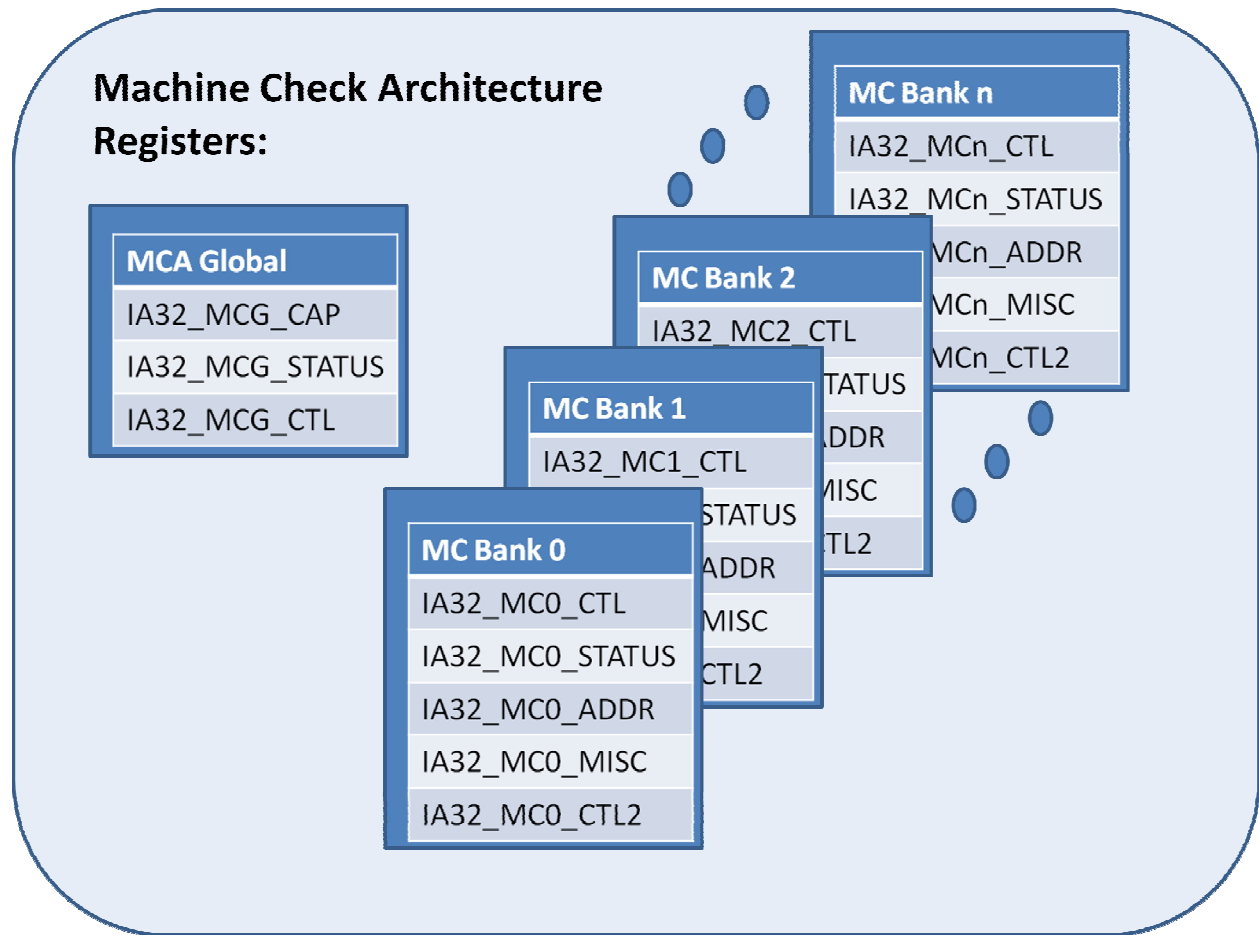 Machine Check Architecture
Registers:
MCA Global
IA32_MCG_CAP
IA32_MCG_STATUS
IA32_MCG_CTL
MC Bank n
IA32_MCn_CTL
IA32_MCn_STATUS
MCn_ADDR
MCn_MISC
MCn_CTL2
MC Bank 2
IA32_MC2_CTL
TATUS
ADDR
MISC
TL2
MC Bank 1
IA32_MC1_CTL
STATUS
ADDR
MISC
CTL2
MC Bank 0
IA32_MC0_CTL
IA32_MC0_STATUS
IA32_MC0_ADDR
IA32_MC0_MISC
IA32_MC0_CTL2